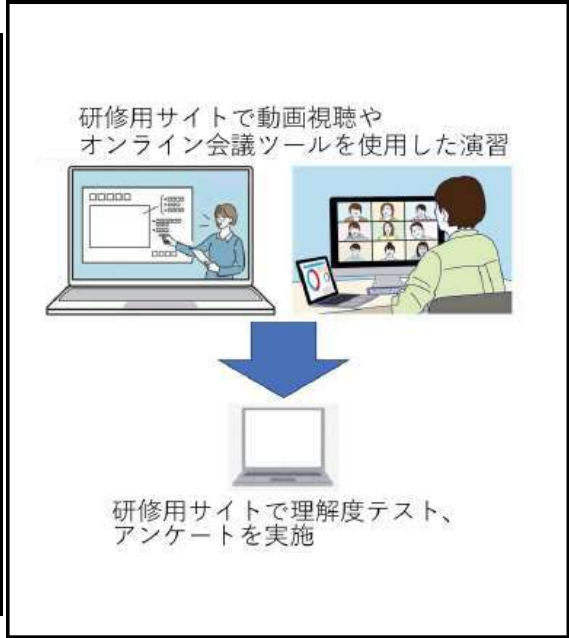 研修用サイトで動画視聴や
オンライン会議ツールを使用した演習
研修用サイトで理解度テスト、
アンケートを実施